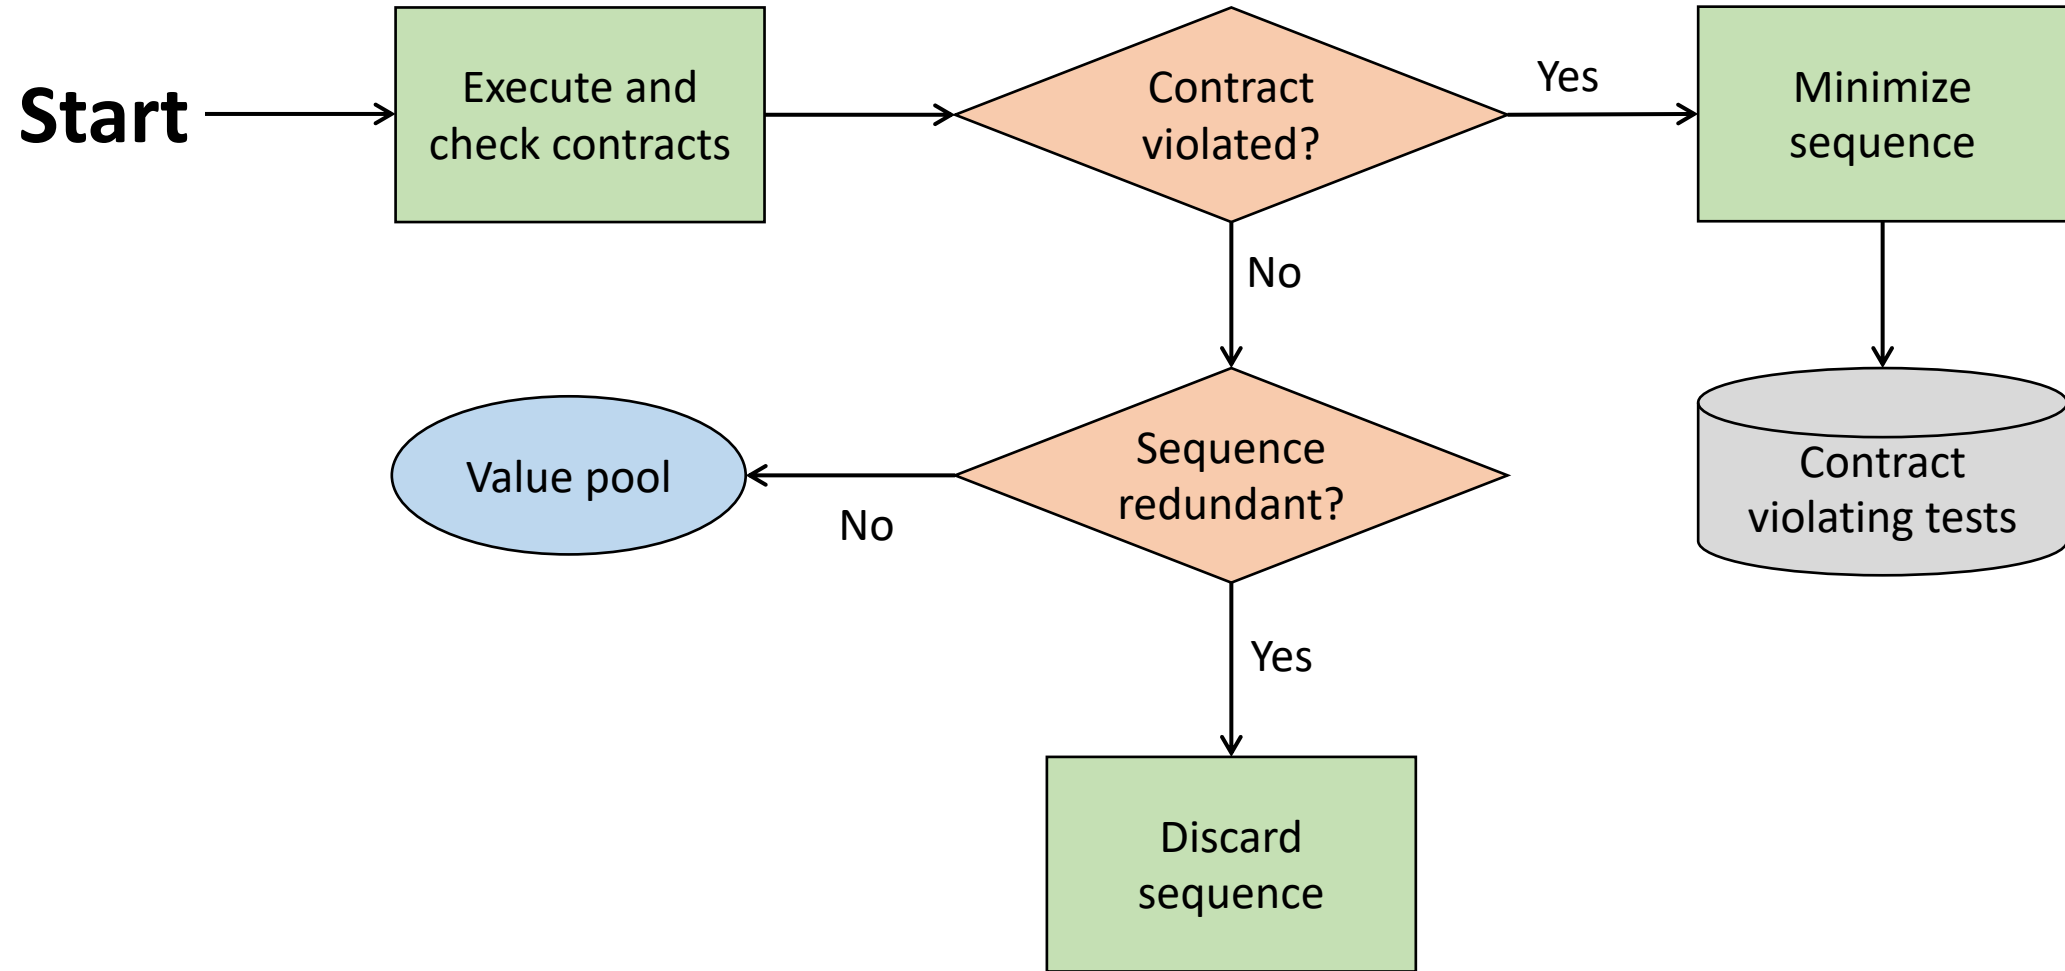 Start
Execute and
check contracts
Contract
violated?
Yes
Minimize
sequence
No
Value pool
No
Sequence
redundant?
Contract
violating tests
Yes
Discard
sequence